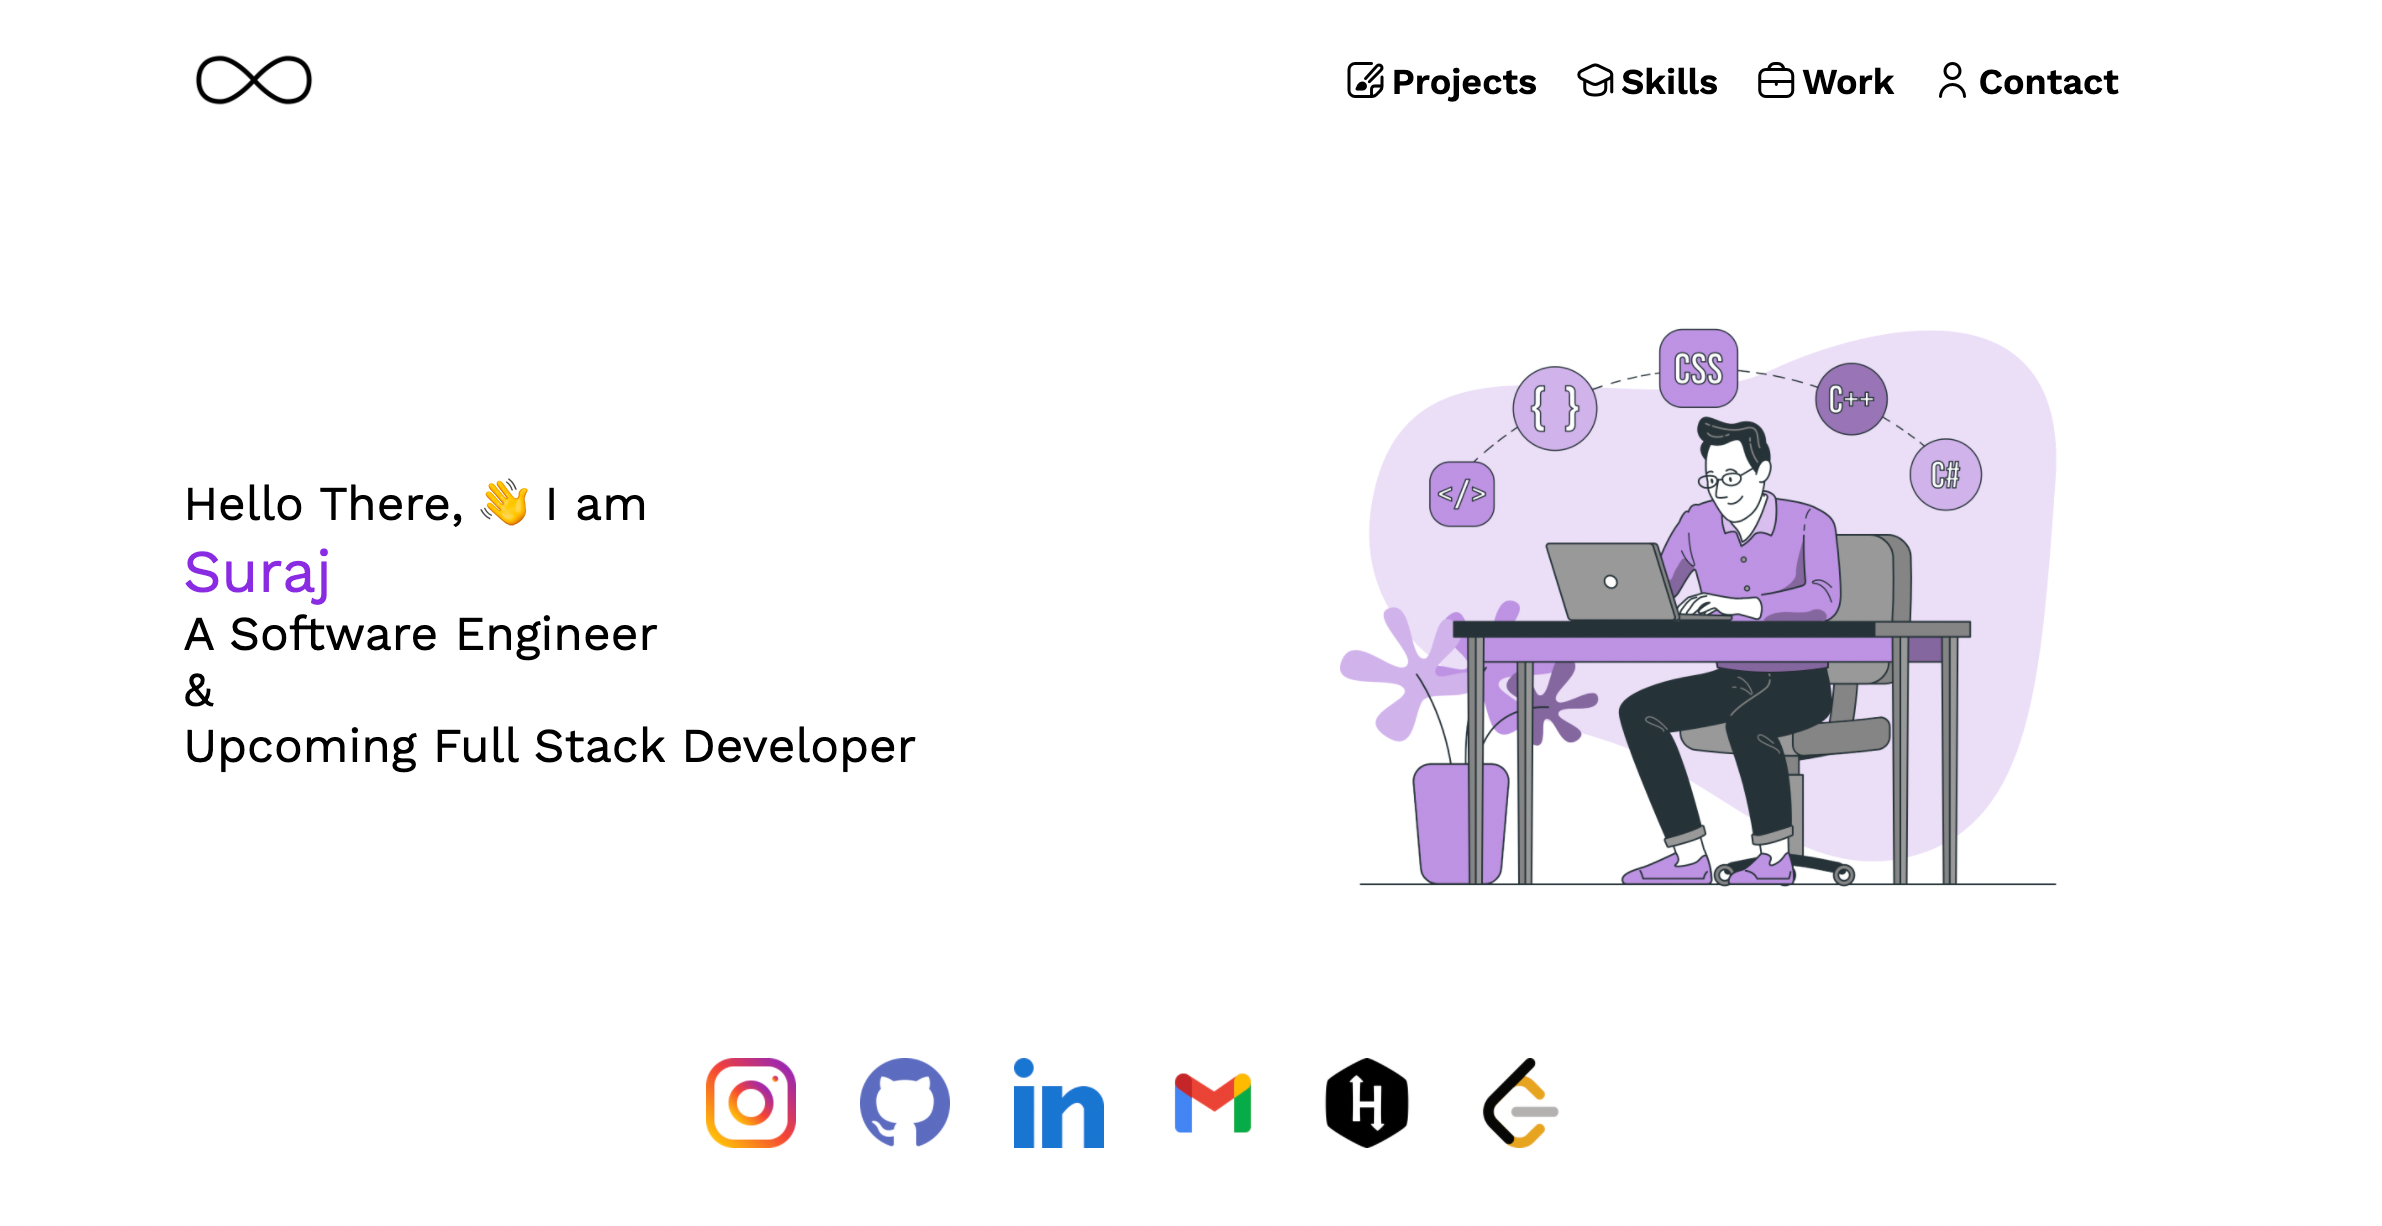 Projects Skills Work Contact
CSS
{ }
C++
</>
C#
Hello There, 👋 I am
Suraj
A Software Engineer
&
Upcoming Full Stack Developer
in
H